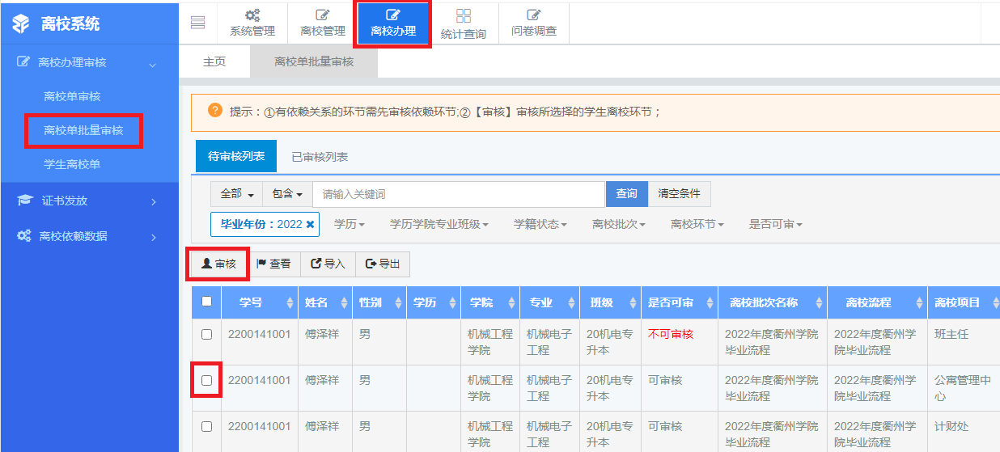 离校系统
系统管理
离校管理
离校办理
统计查询
问卷调查
离校办理审核
离校单审核
离校单批量审核
学生离校单
证书发放
离校依赖数据
主页
离校单批量审核
提示：①有依赖关系的环节需先审核依赖环节;②【审核】审核所选择的学生离校环节；
待审核列表 已审核列表
全部 包含 请输入关键词 查询 清空条件
毕业年份：2022 学历 学历学院专业班级 学籍状态 离校批次 离校环节 是否可审
审核 查看 导入 导出
学号 姓名 性别 学历 学院 专业 班级 是否可审 离校批次名称 离校流程 离校项目
2200141001 傅泽祥 男 机械工程 机械电子 20机电专 不可审核 2022年度衢州学院 2022年度衢州学 班主任
学院 工程 升本 毕业流程 院毕业流程
2200141001 傅泽祥 男 机械工程 机械电子 20机电专 可审核 2022年度衢州学院 2022年度衢州学 公寓管理中
学院 工程 升本 毕业流程 院毕业流程 心
2200141001 傅泽祥 男 机械工程 机械电子 20机电专 可审核 2022年度衢州学院 2022年度衢州学 计财处
学院 工程 升本 毕业流程 院毕业流程